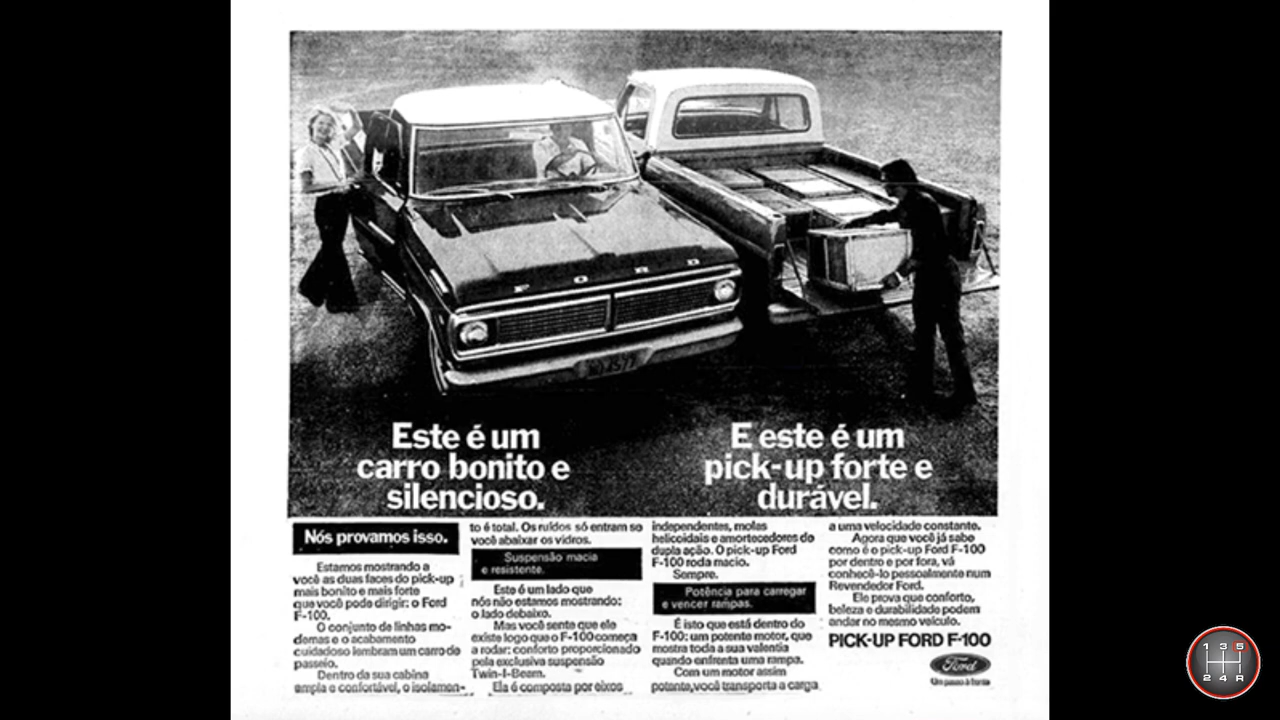 FORD
Este é um
carro bonito e
silencioso.
E este é um
pick-up forte e
durável.
Nós provamos isso.
Estamos mostrando a
você as duas faces do pick-up
mais bonito e mais forte
que você pode dirigir: o Ford
F-100.
O conjunto de linhas mo-
dernas e o acabamento
cuidadoso lembram um carro de
passeio.
Dentro da sua cabina
ampla e confortável, o isolamen-
to é total. Os ruídos só entram se
você abaixar os vidros.
Suspensão macia
e resistente.
Este é um lado que
nós não estamos mostrando:
o lado debaixo.
Mas você sente que ele
existe logo que o F-100 começa
a rodar: conforto proporcionado
pela exclusiva suspensão
Twin-I-Beam.
Ela é composta por eixos
independentes, molas
helicoidais e amortecedores de
dupla ação. O pick-up Ford
F-100 roda macio.
Sempre.
Potência para carregar
e vencer rampas.
É isto que está dentro do
F-100: um potente motor, que
mostra toda a sua valentia
quando enfrenta uma rampa.
Com um motor assim
potente, você transporta a carga
a uma velocidade constante.
Agora que você já sabe
como é o pick-up Ford F-100
por dentro e por fora, vá
conhecê-lo pessoalmente num
Revendedor Ford.
Ele prova que conforto,
beleza e durabilidade podem
andar no mesmo veículo.
PICK-UP FORD F-100
Ford
Um passo à frente
1 3 5
2 4 R